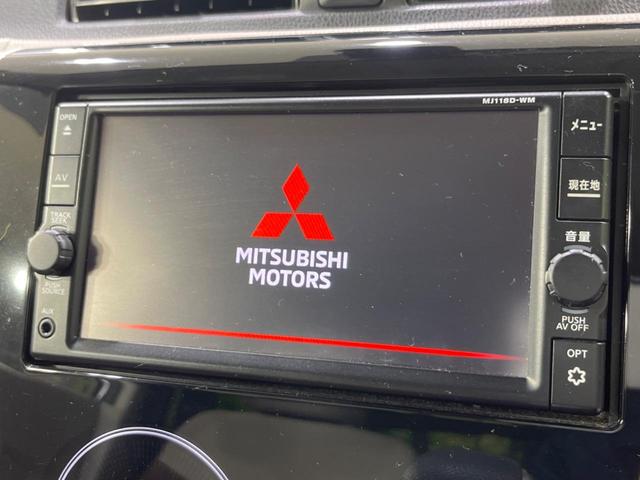 MJ118D-WM
OPEN
AV
TRACK
SEEK
PUSH
SOURCE
AUX
MITSUBISHI
MOTORS
メニュー
現在地
音量
PUSH
AV OFF
OPT